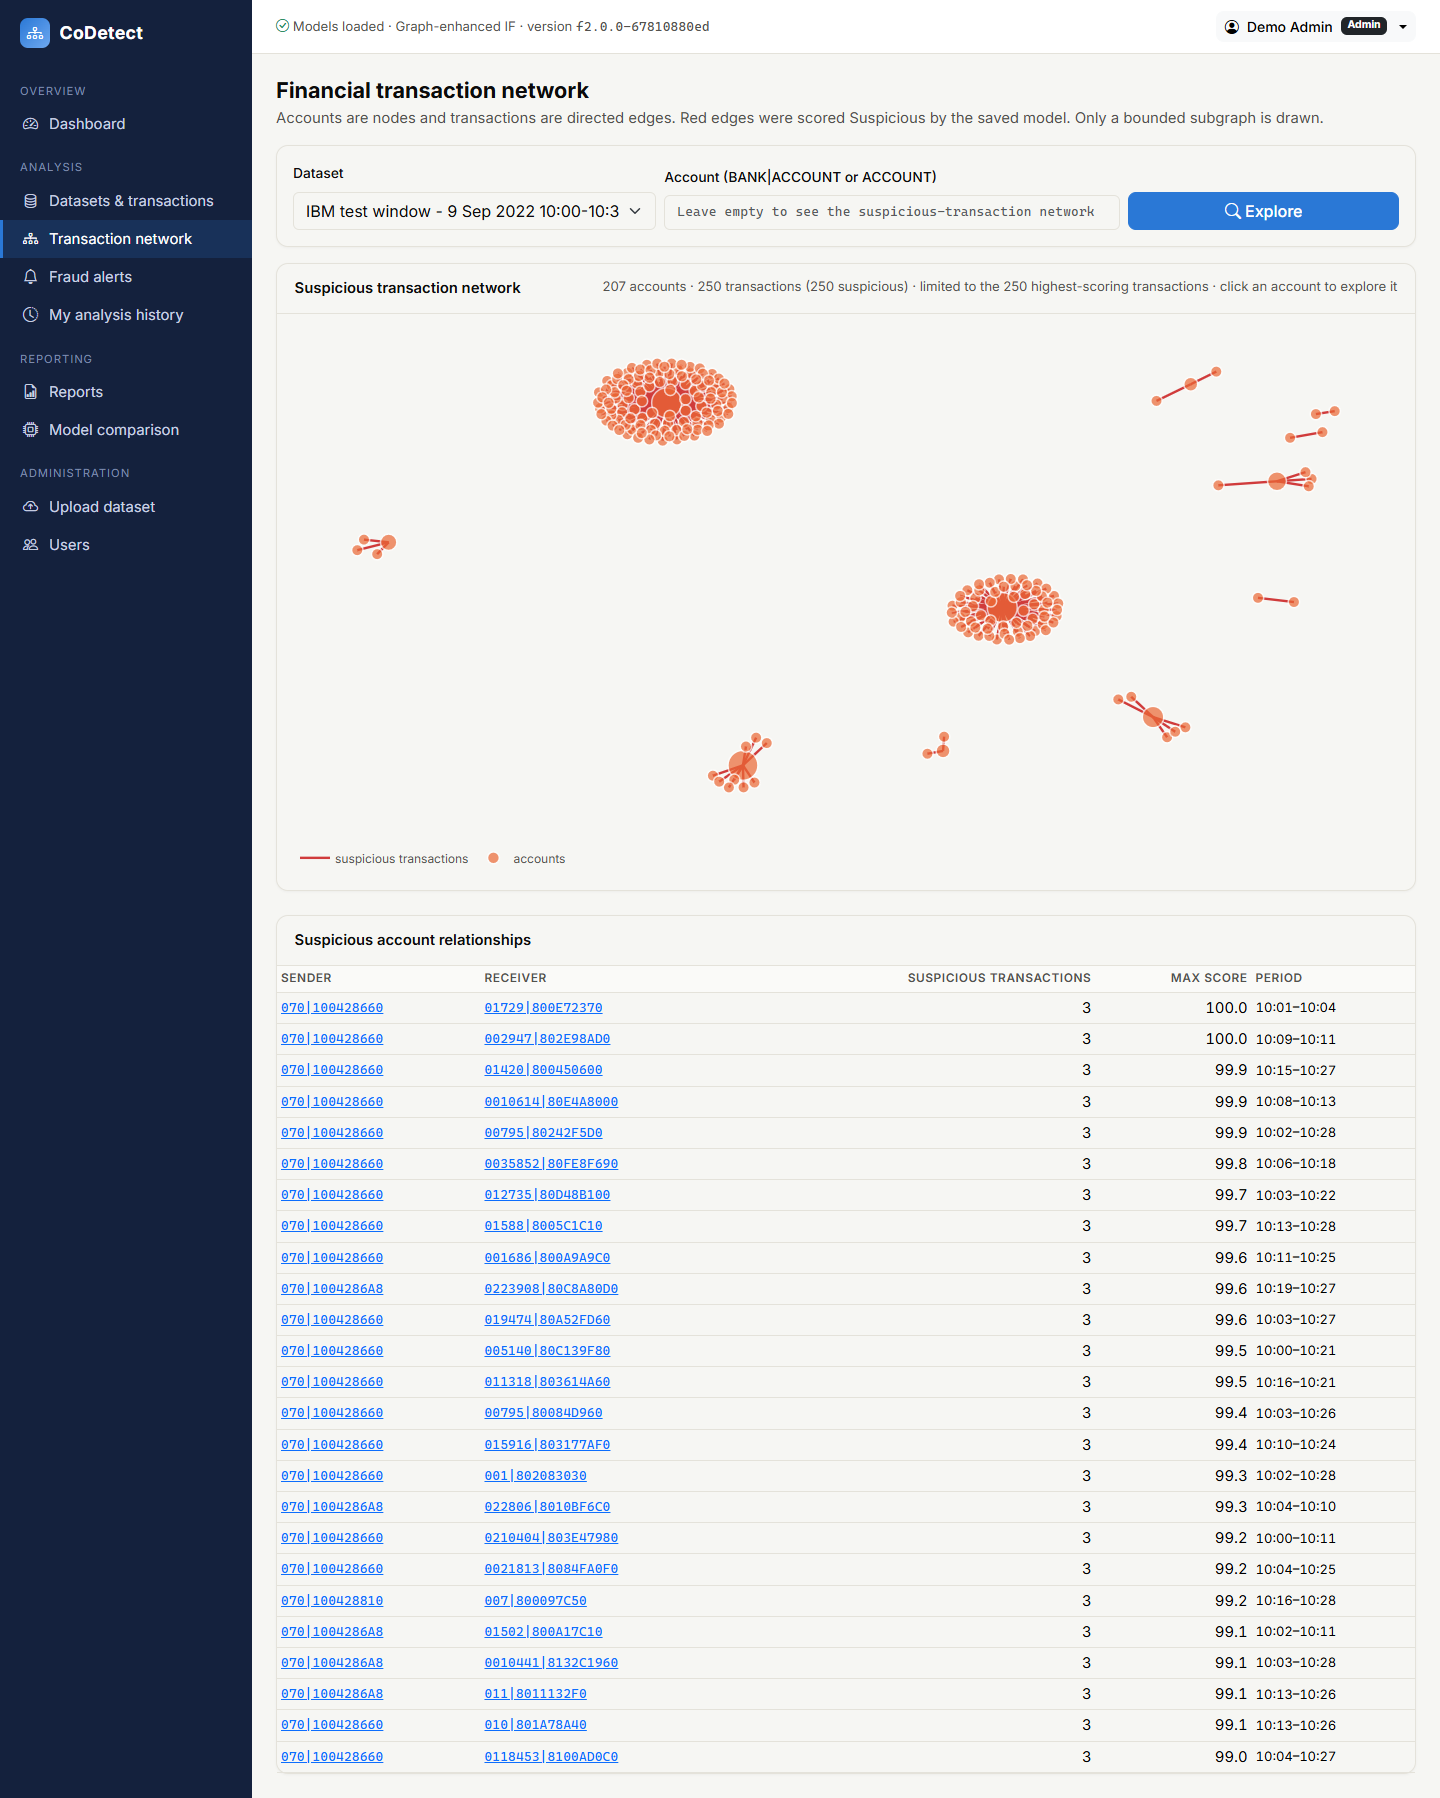 CoDetect
OVERVIEW
Dashboard
ANALYSIS
Datasets & transactions
Transaction network
Fraud alerts
My analysis history
REPORTING
Reports
Model comparison
ADMINISTRATION
Upload dataset
Users
Models loaded · Graph-enhanced IF · version f2.0.0-67810880ed
Demo Admin Admin
Financial transaction network
Accounts are nodes and transactions are directed edges. Red edges were scored Suspicious by the saved model. Only a bounded subgraph is drawn.
Dataset
IBM test window - 9 Sep 2022 10:00-10:3
Account (BANK|ACCOUNT or ACCOUNT)
Leave empty to see the suspicious-transaction network
Explore
Suspicious transaction network
207 accounts · 250 transactions (250 suspicious) · limited to the 250 highest-scoring transactions · click an account to explore it
suspicious transactions accounts
Suspicious account relationships
SENDER RECEIVER SUSPICIOUS TRANSACTIONS MAX SCORE PERIOD
070|100428660 01729|800E72370 3 100.0 10:01–10:04
070|100428660 002947|802E98AD0 3 100.0 10:09–10:11
070|100428660 01420|800450600 3 99.9 10:15–10:27
070|100428660 0010614|80E4A8000 3 99.9 10:08–10:13
070|100428660 00795|80242F5D0 3 99.9 10:02–10:28
070|100428660 0035852|80FE8F690 3 99.8 10:06–10:18
070|100428660 012735|80D48B100 3 99.7 10:03–10:22
070|100428660 01588|8005C1C10 3 99.7 10:13–10:28
070|100428660 001686|800A9A9C0 3 99.6 10:11–10:25
070|1004286A8 0223908|80C8A80D0 3 99.6 10:19–10:27
070|100428660 019474|80A52FD60 3 99.6 10:03–10:27
070|100428660 005140|80C139F80 3 99.5 10:00–10:21
070|100428660 011318|803614A60 3 99.5 10:16–10:21
070|100428660 00795|80084D960 3 99.4 10:03–10:26
070|100428660 015916|803177AF0 3 99.4 10:10–10:24
070|100428660 001|802083030 3 99.3 10:02–10:28
070|1004286A8 022806|8010BF6C0 3 99.3 10:04–10:10
070|100428660 0210404|803E47980 3 99.2 10:00–10:11
070|100428660 0021813|8084FA0F0 3 99.2 10:04–10:25
070|100428810 007|800097C50 3 99.2 10:16–10:28
070|1004286A8 01502|800A17C10 3 99.1 10:02–10:11
070|1004286A8 0010441|8132C1960 3 99.1 10:03–10:28
070|1004286A8 011|8011132F0 3 99.1 10:13–10:26
070|100428660 010|801A78A40 3 99.1 10:13–10:26
070|100428660 0118453|8100AD0C0 3 99.0 10:04–10:27